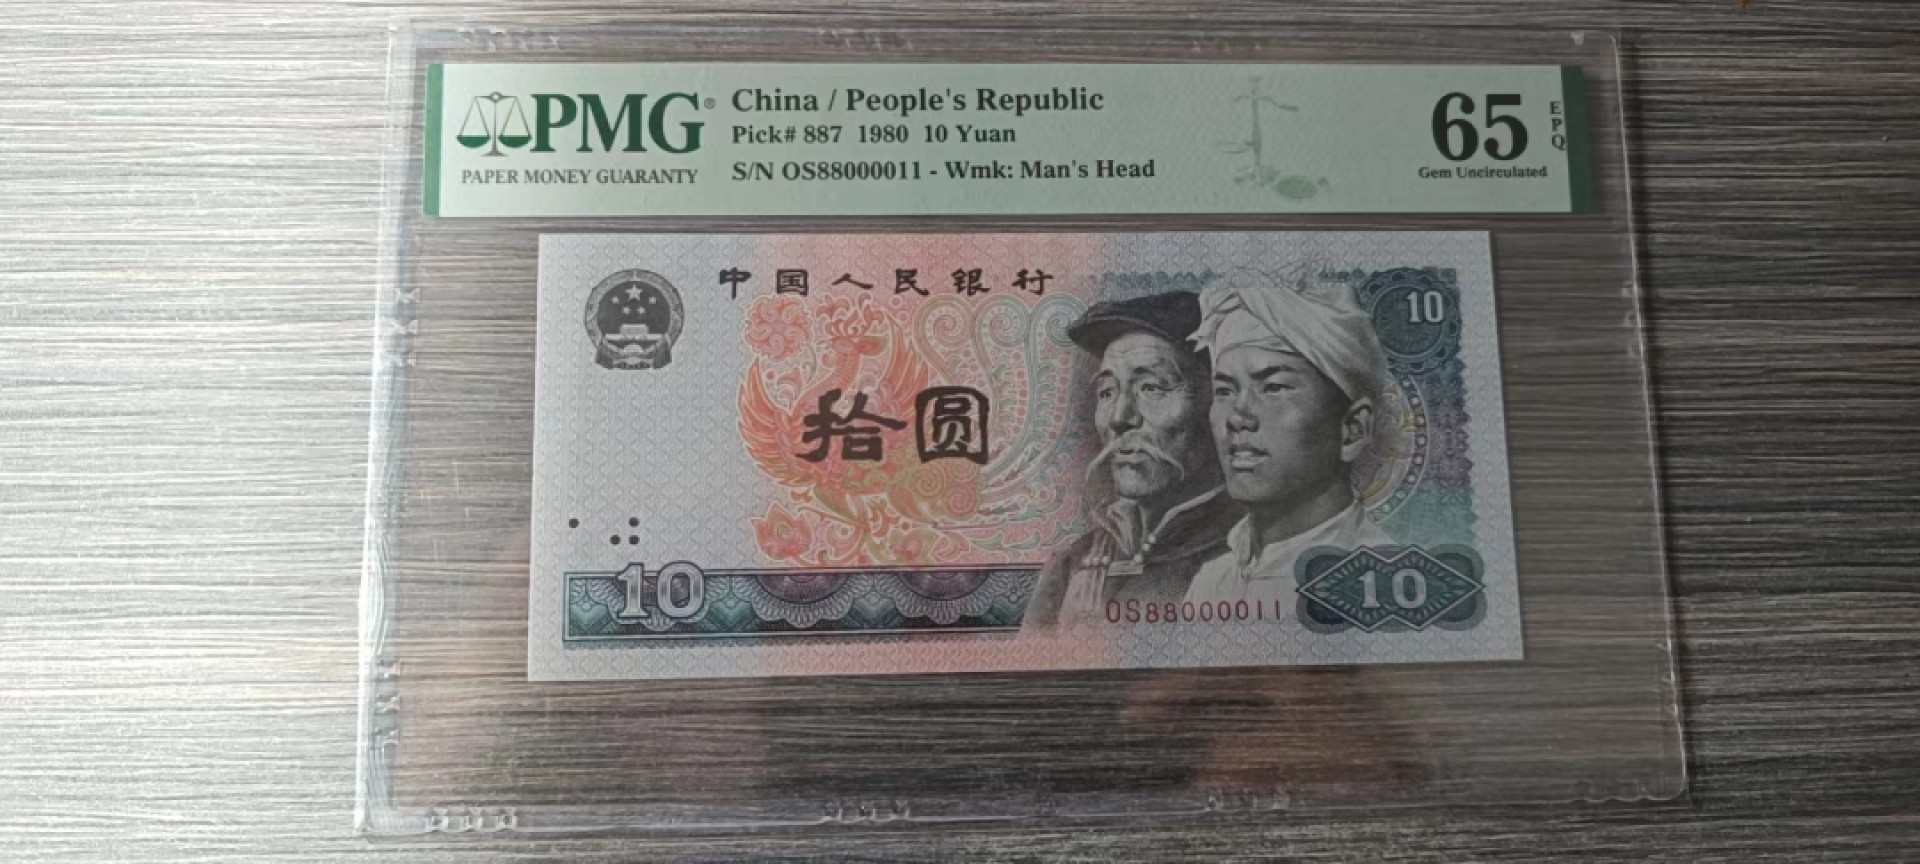 PMG®
PAPER MONEY GUARANTY
China / People's Republic
Pick# 887 1980 10 Yuan
S/N OS88000011 - Wmk: Man's Head
65
EPQ
Gem Uncirculated
中国人民银行
10
拾圆
10
OS88000011
10